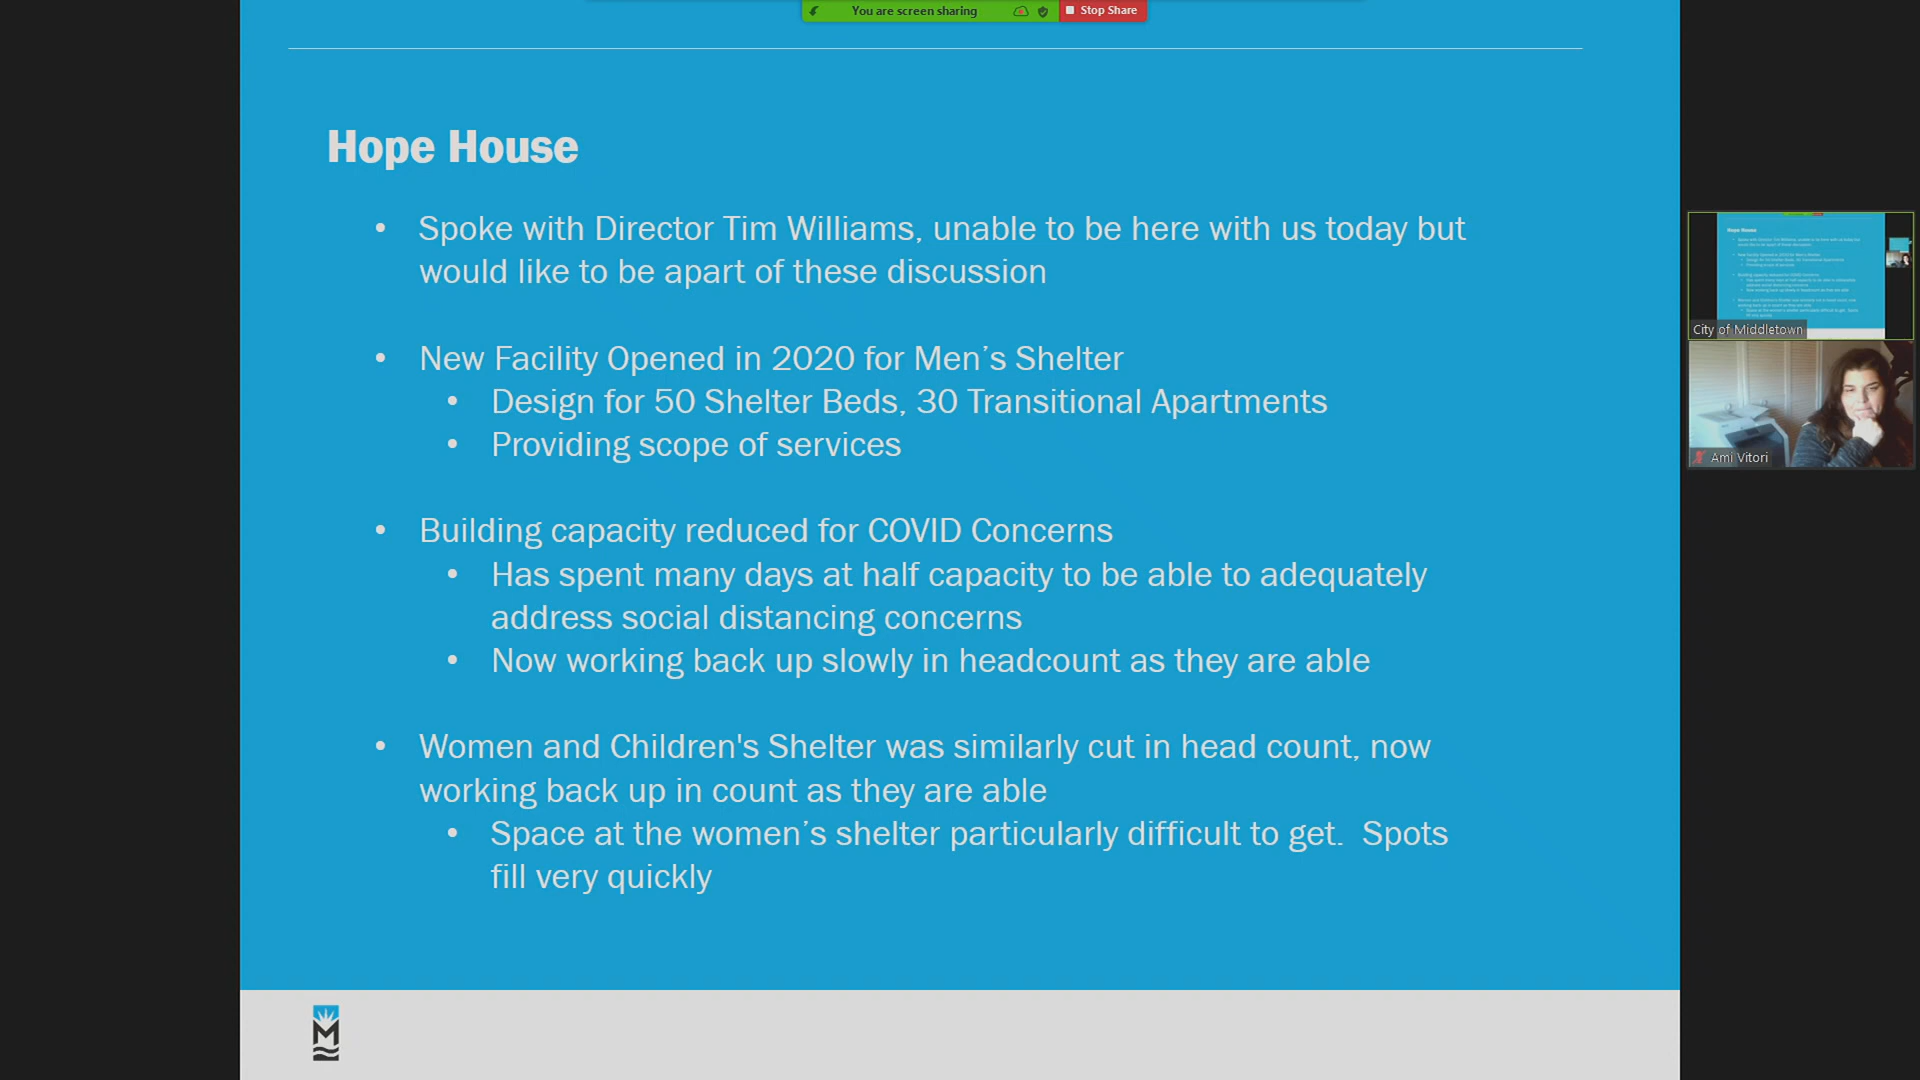 You are screen sharing
Stop Share
Hope House
• Spoke with Director Tim Williams, unable to be here with us today but
would like to be apart of these discussion
• New Facility Opened in 2020 for Men’s Shelter
• Design for 50 Shelter Beds, 30 Transitional Apartments
• Providing scope of services
• Building capacity reduced for COVID Concerns
• Has spent many days at half capacity to be able to adequately
address social distancing concerns
• Now working back up slowly in headcount as they are able
• Women and Children's Shelter was similarly cut in head count, now
working back up in count as they are able
• Space at the women’s shelter particularly difficult to get.  Spots
fill very quickly
M
Hope House
City of Middletown
Ami Vitori